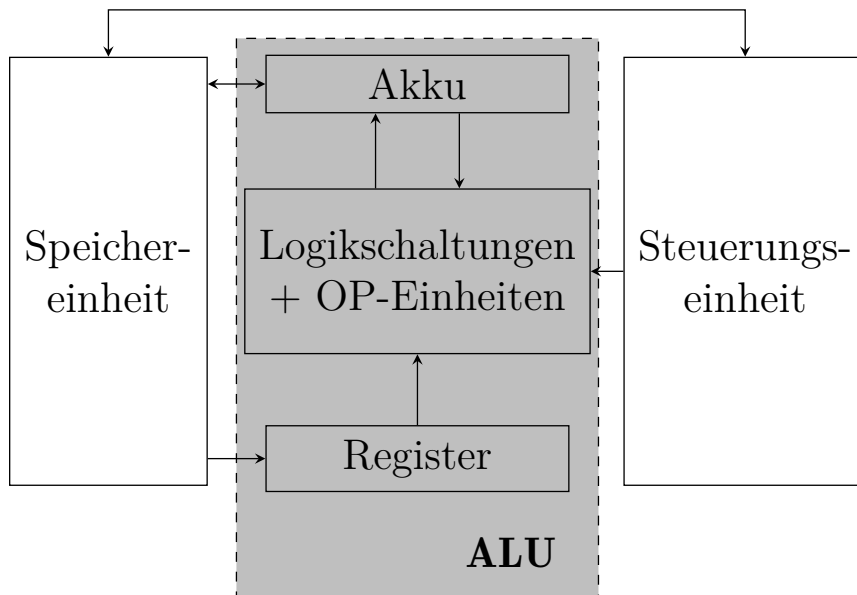 Akku
Speicher-
einheit
Logikschaltungen
+ OP-Einheiten
Steuerungs-
einheit
Register
ALU